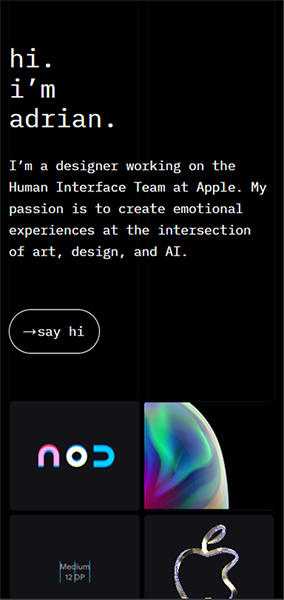 hi.
i’m
adrian.
I’m a designer working on the
Human Interface Team at Apple. My
passion is to create emotional
experiences at the intersection
of art, design, and AI.
→say hi
nod
Medium
12 DP